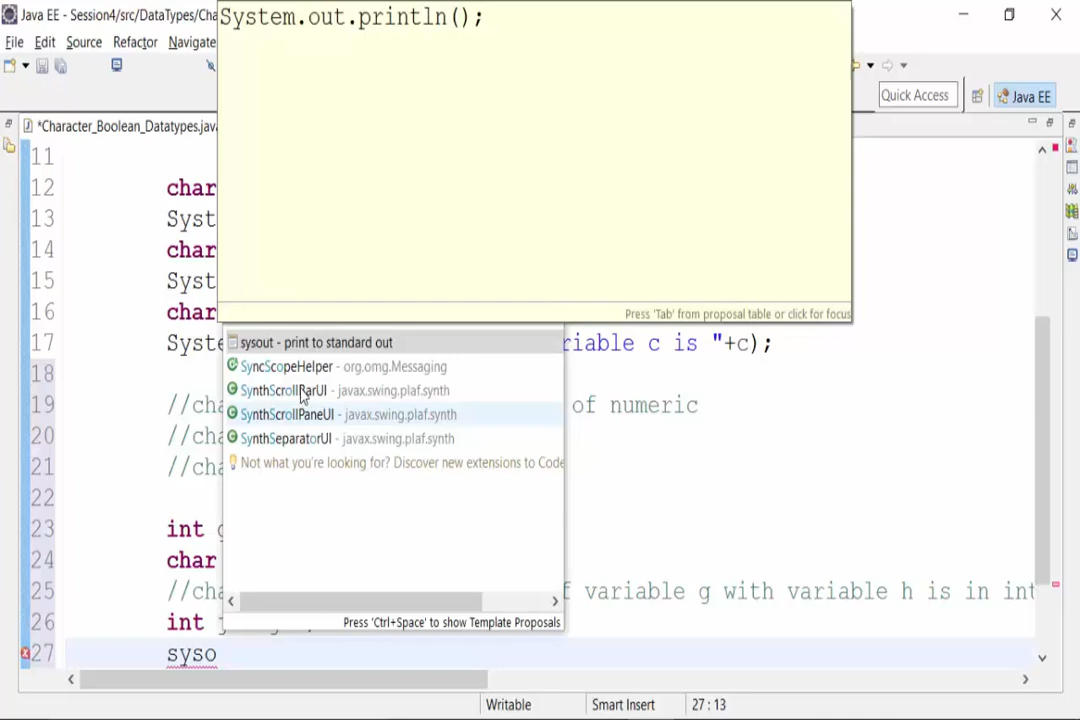 Java EE - Session4/src/DataTypes/Cha
System.out.println();
File Edit Source Refactor Navigate
Quick Access
Java EE
*Character_Boolean_Datatypes.java
Press 'Tab' from proposal table or click for focus
11
12 char
13 Syst
14 char
15 Syst
16 char
17 Syste riable c is "+c);
sysout - print to standard out
SyncScopeHelper - org.omg.Messaging
SynthScrollBarUI - javax.swing.plaf.synth
SynthScrollPaneUI - javax.swing.plaf.synth
SynthSeparatorUI - javax.swing.plaf.synth
Not what you're looking for? Discover new extensions to Code
Press 'Ctrl+Space' to show Template Proposals
18
19 //cha of numeric
20 //cha
21 //cha
22
23 int
24 char
25 //cha f variable g with variable h is in int
26 int
27 syso
Writable Smart Insert 27 : 13